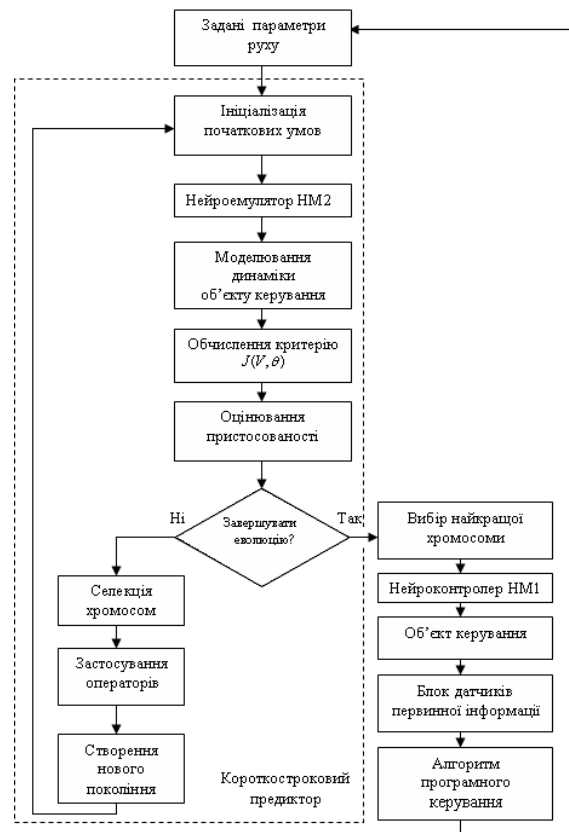 Задані параметри
руху
Ініціалізація
початкових умов
Нейроемулятор НМ2
Моделювання
динаміки
об’єкту керування
Обчислення критерію
J(V,θ)
Оцінювання
пристосованості
Завершувати
еволюцію?
Ні
Так
Селекція
хромосом
Застосування
операторів
Створення
нового
покоління
Короткостроковий
предиктор
Вибір найкращої
хромосоми
Нейроконтролер НМ1
Об’єкт керування
Блок датчиків
первинної інформації
Алгоритм
програмного
керування